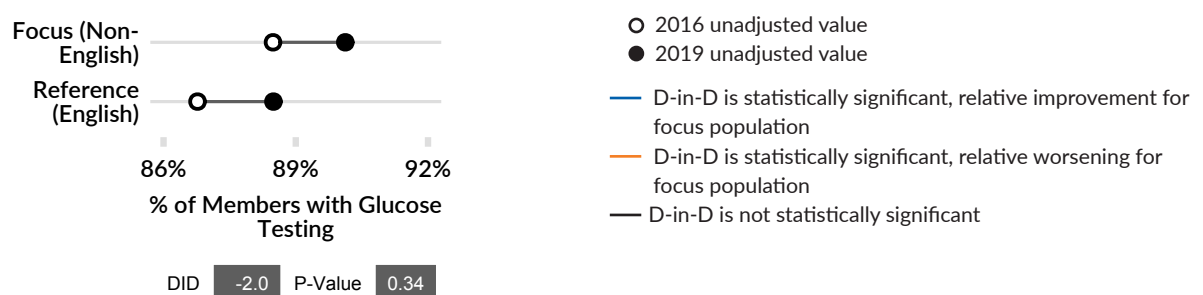 Focus (Non-
English)
Reference
(English)
86%
89%
92%
% of Members with Glucose
Testing
DID -2.0 P-Value 0.34
2016 unadjusted value
2019 unadjusted value
D-in-D is statistically significant, relative improvement for
focus population
D-in-D is statistically significant, relative worsening for
focus population
D-in-D is not statistically significant